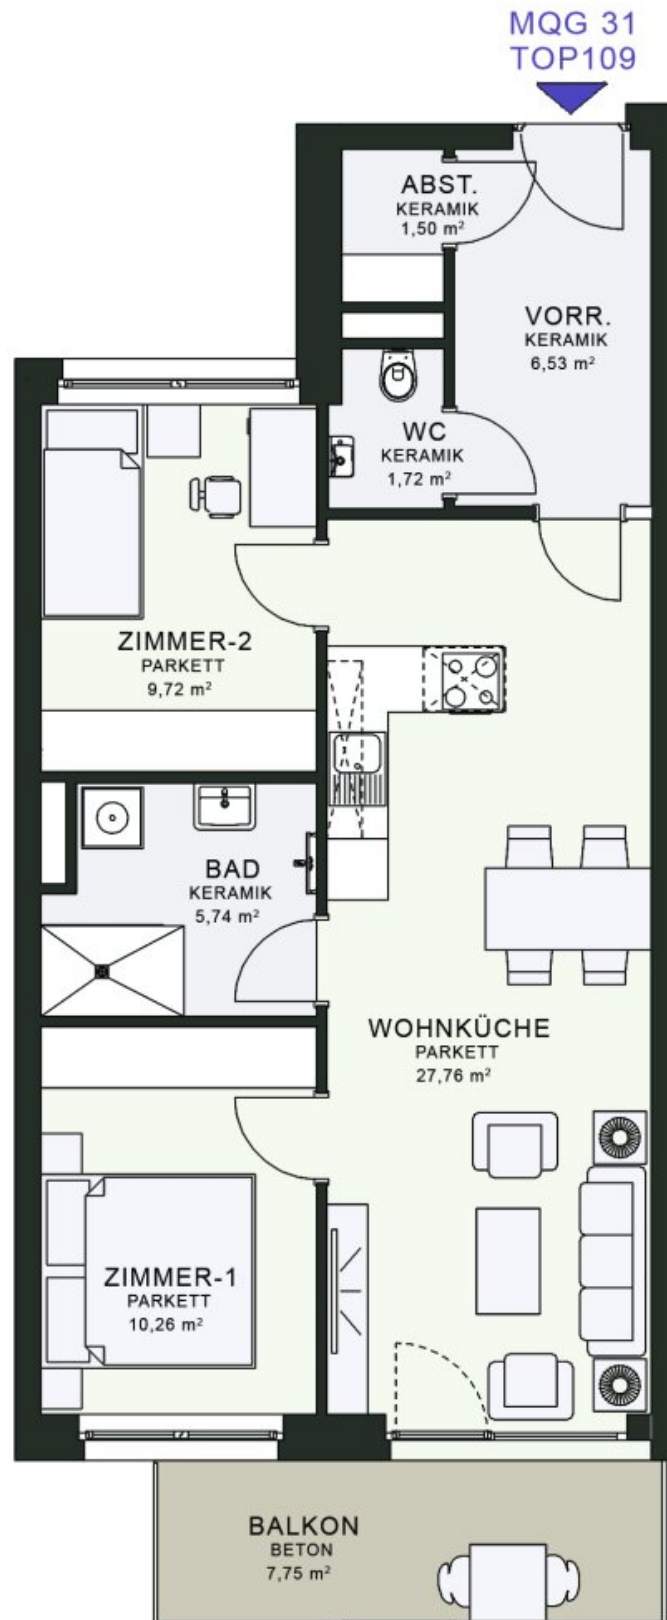 MQG 31
TOP109
ABST.
KERAMIK
1,50 m²
VORR.
KERAMIK
6,53 m²
WC
KERAMIK
1,72 m²
ZIMMER-2
PARKETT
9,72 m²
BAD
KERAMIK
5,74 m²
WOHNKÜCHE
PARKETT
27,76 m²
ZIMMER-1
PARKETT
10,26 m²
BALKON
BETON
7,75 m²